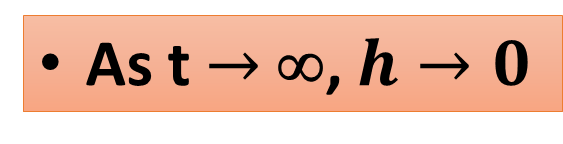 • As t → ∞, h → 0